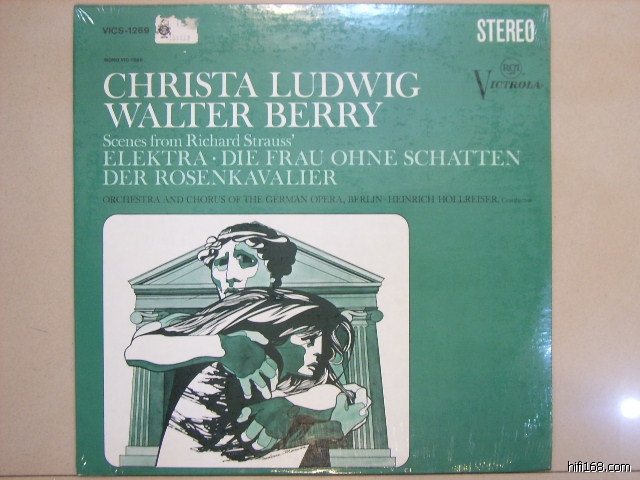 VICS-1269
STEREO
RCA
VICTROLA
CHRISTA LUDWIG
WALTER BERRY
Scenes from Richard Strauss'
ELEKTRA · DIE FRAU OHNE SCHATTEN
DER ROSENKAVALIER
ORCHESTRA AND CHORUS OF THE GERMAN OPERA, BERLIN · HEINRICH HOLLREISER, Conductor
hifi168.com